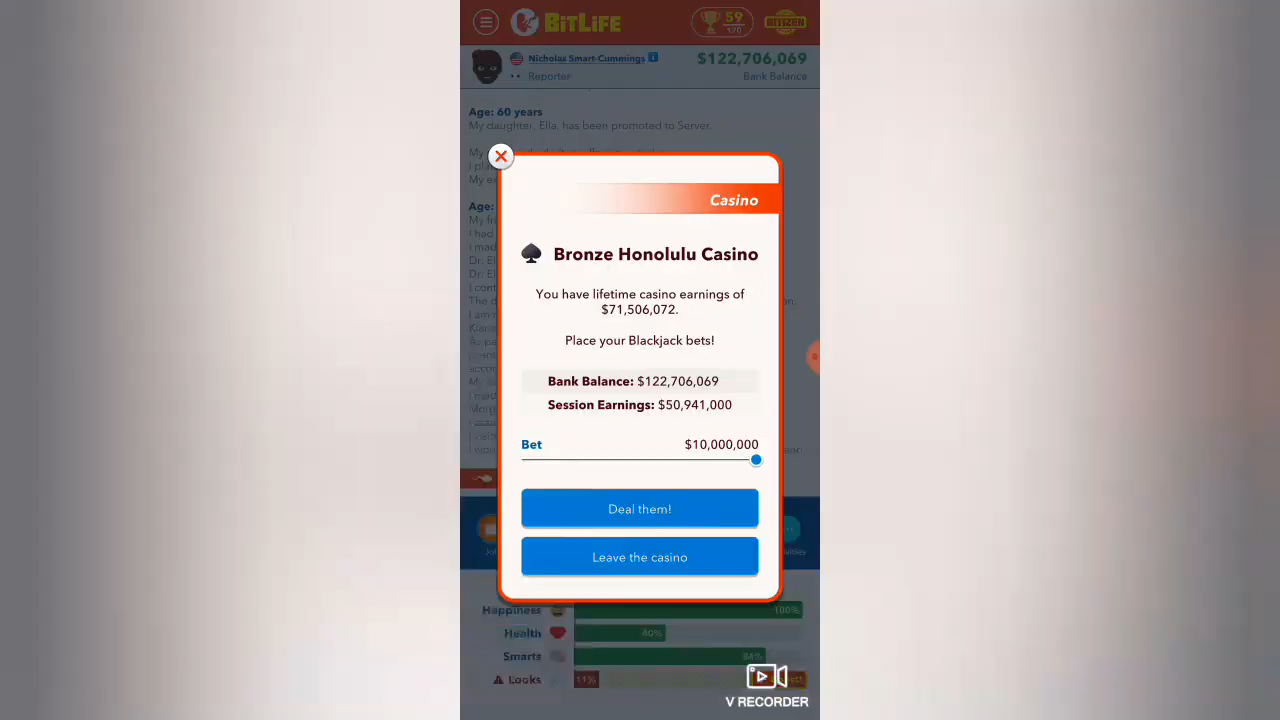 BitLife
59
170
BITIZEN
Nicholas Smart-Cummings
$122,706,069
Reporter
Bank Balance
Age: 60 years
My daughter, Ella, has been promoted to Server.
Age:
Casino
Bronze Honolulu Casino
You have lifetime casino earnings of
$71,506,072.
Place your Blackjack bets!
Bank Balance: $122,706,069
Session Earnings: $50,941,000
Bet $10,000,000
Deal them!
Leave the casino
Happiness 100%
Health 40%
Smarts 84%
Looks 11%
V RECORDER